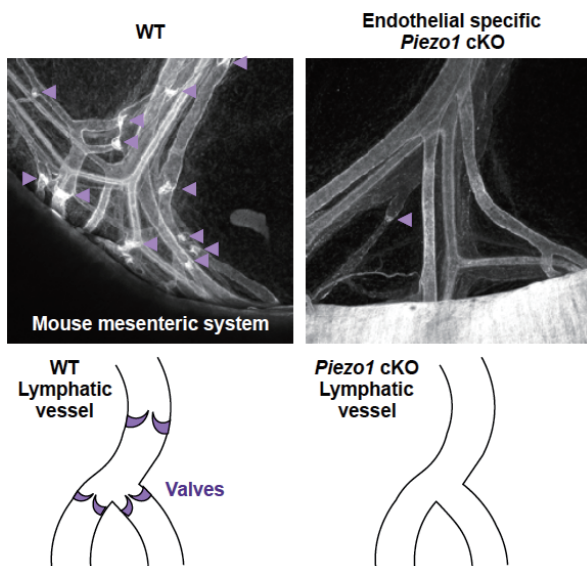 WT
Endothelial specific
Piezo1 cKO
Mouse mesenteric system
WT
Lymphatic
vessel
Valves
Piezo1 cKO
Lymphatic
vessel